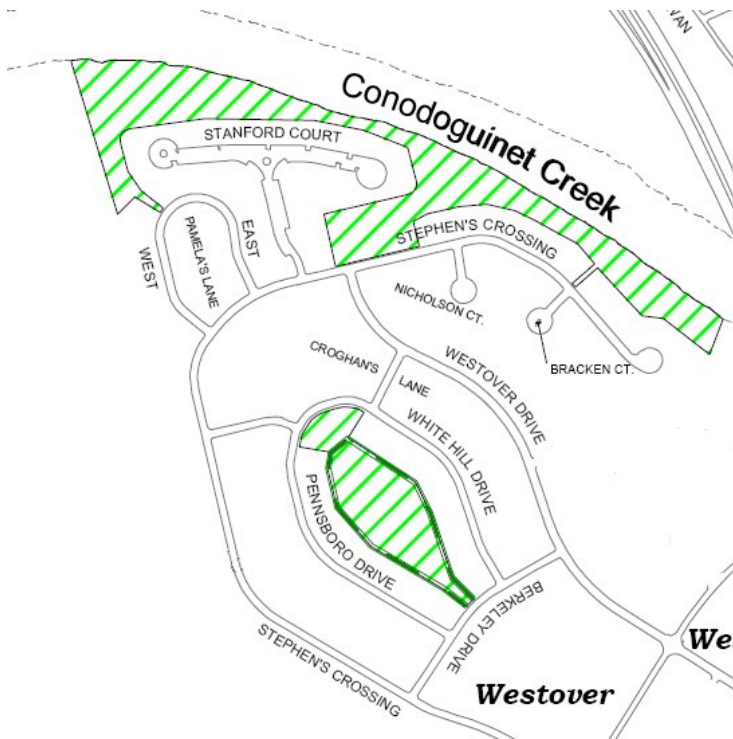 Conodoguinet Creek
STANFORD COURT
EAST
WEST
PAMELA'S LANE
STEPHEN'S CROSSING
NICHOLSON CT.
BRACKEN CT.
CROGHAN'S
LANE
WESTOVER DRIVE
WHITE HILL DRIVE
PENNSBORO DRIVE
BERKELEY DRIVE
STEPHEN'S CROSSING
Westover
We